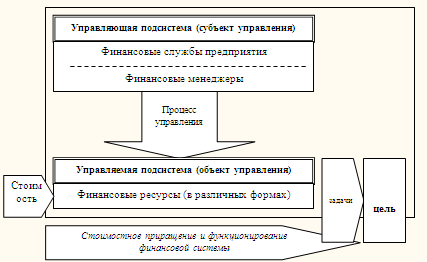 Управляющая подсистема (субъект управления)
Финансовые службы предприятия
Финансовые менеджеры
Процесс
управления
Управляемая подсистема (объект управления)
Стоим
ость
Финансовые ресурсы (в различных формах)
задачи
цель
Стоимостное приращение и функционирование
финансовой системы